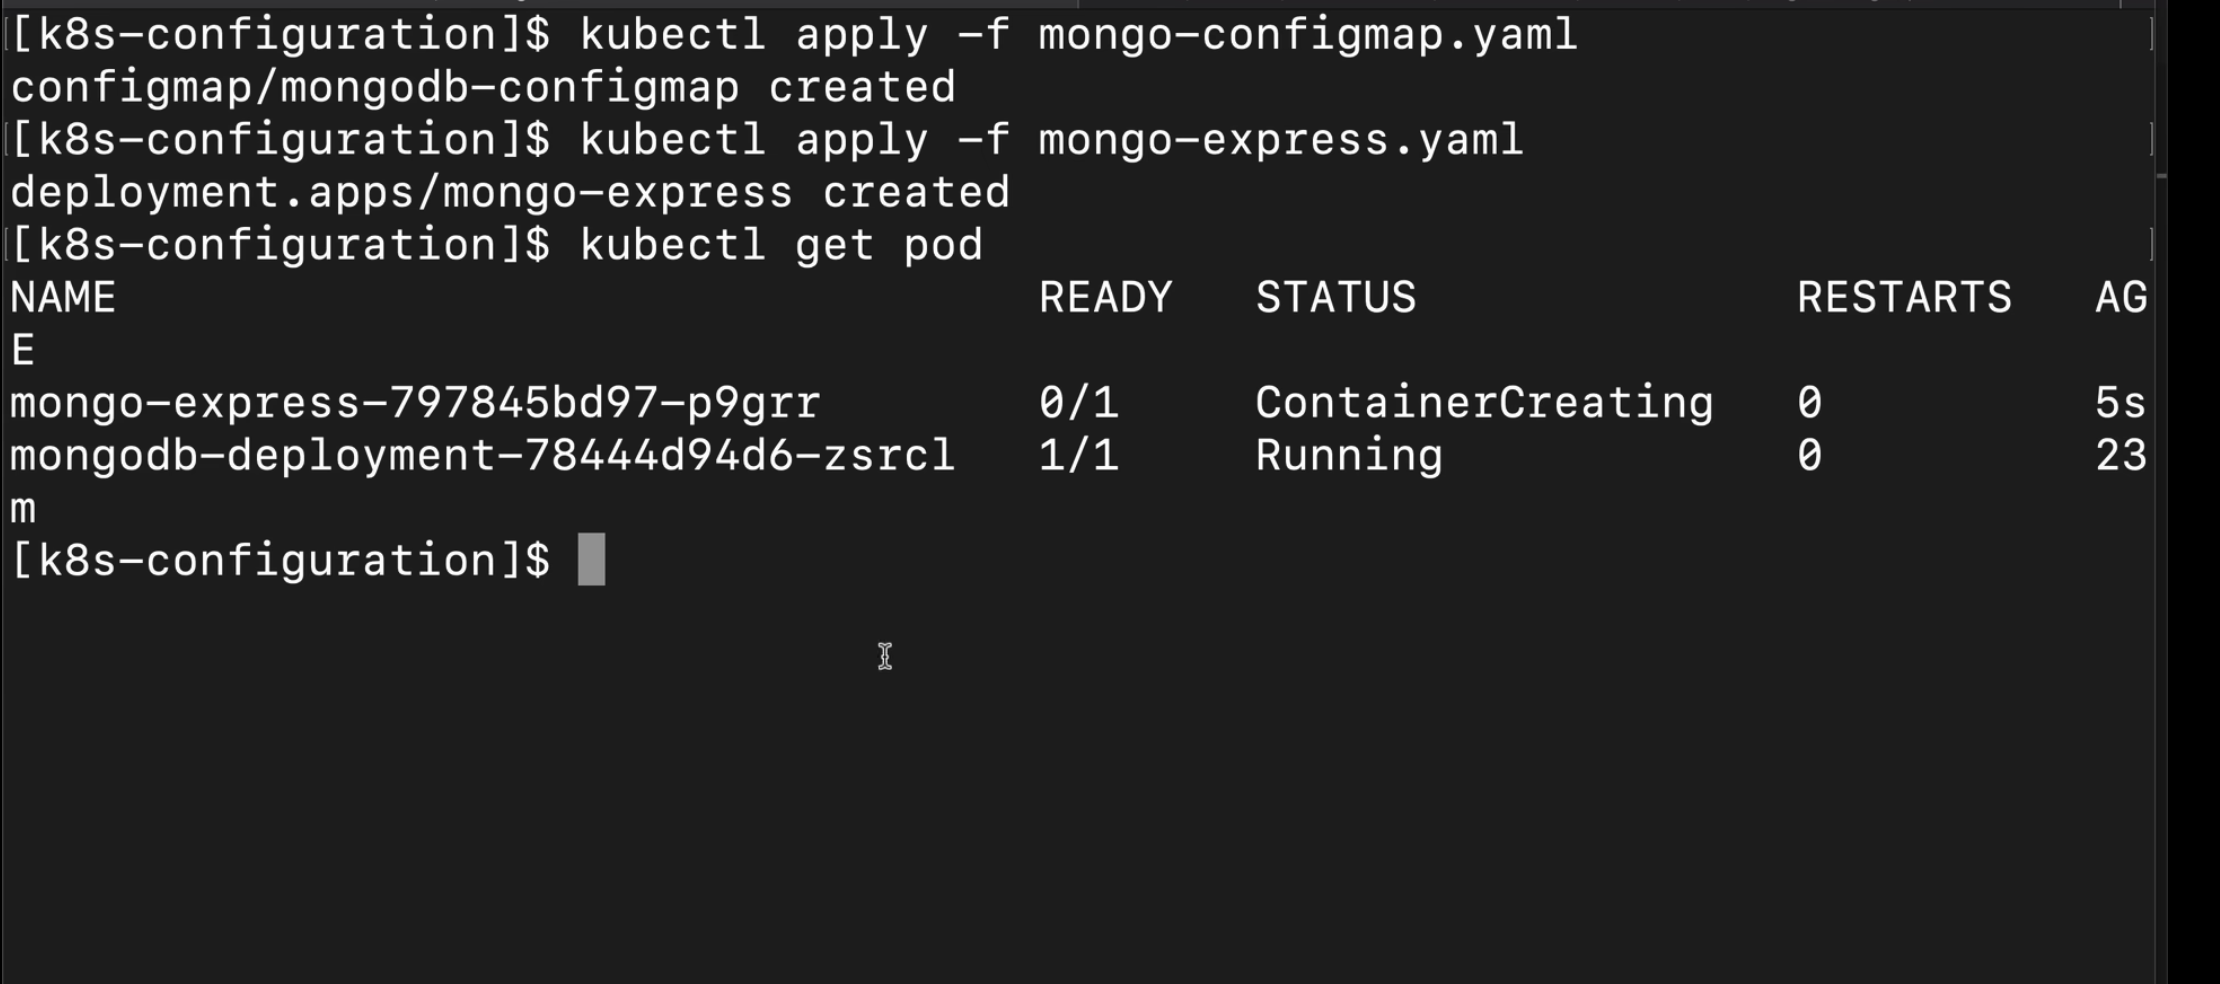 [k8s-configuration]$ kubectl apply -f mongo-configmap.yaml
configmap/mongodb-configmap created
[k8s-configuration]$ kubectl apply -f mongo-express.yaml
deployment.apps/mongo-express created
[k8s-configuration]$ kubectl get pod
NAME                                  READY   STATUS              RESTARTS   AG
E
mongo-express-797845bd97-p9grr        0/1     ContainerCreating   0          5s
mongodb-deployment-78444d94d6-zsrcl   1/1     Running             0          23
m
[k8s-configuration]$